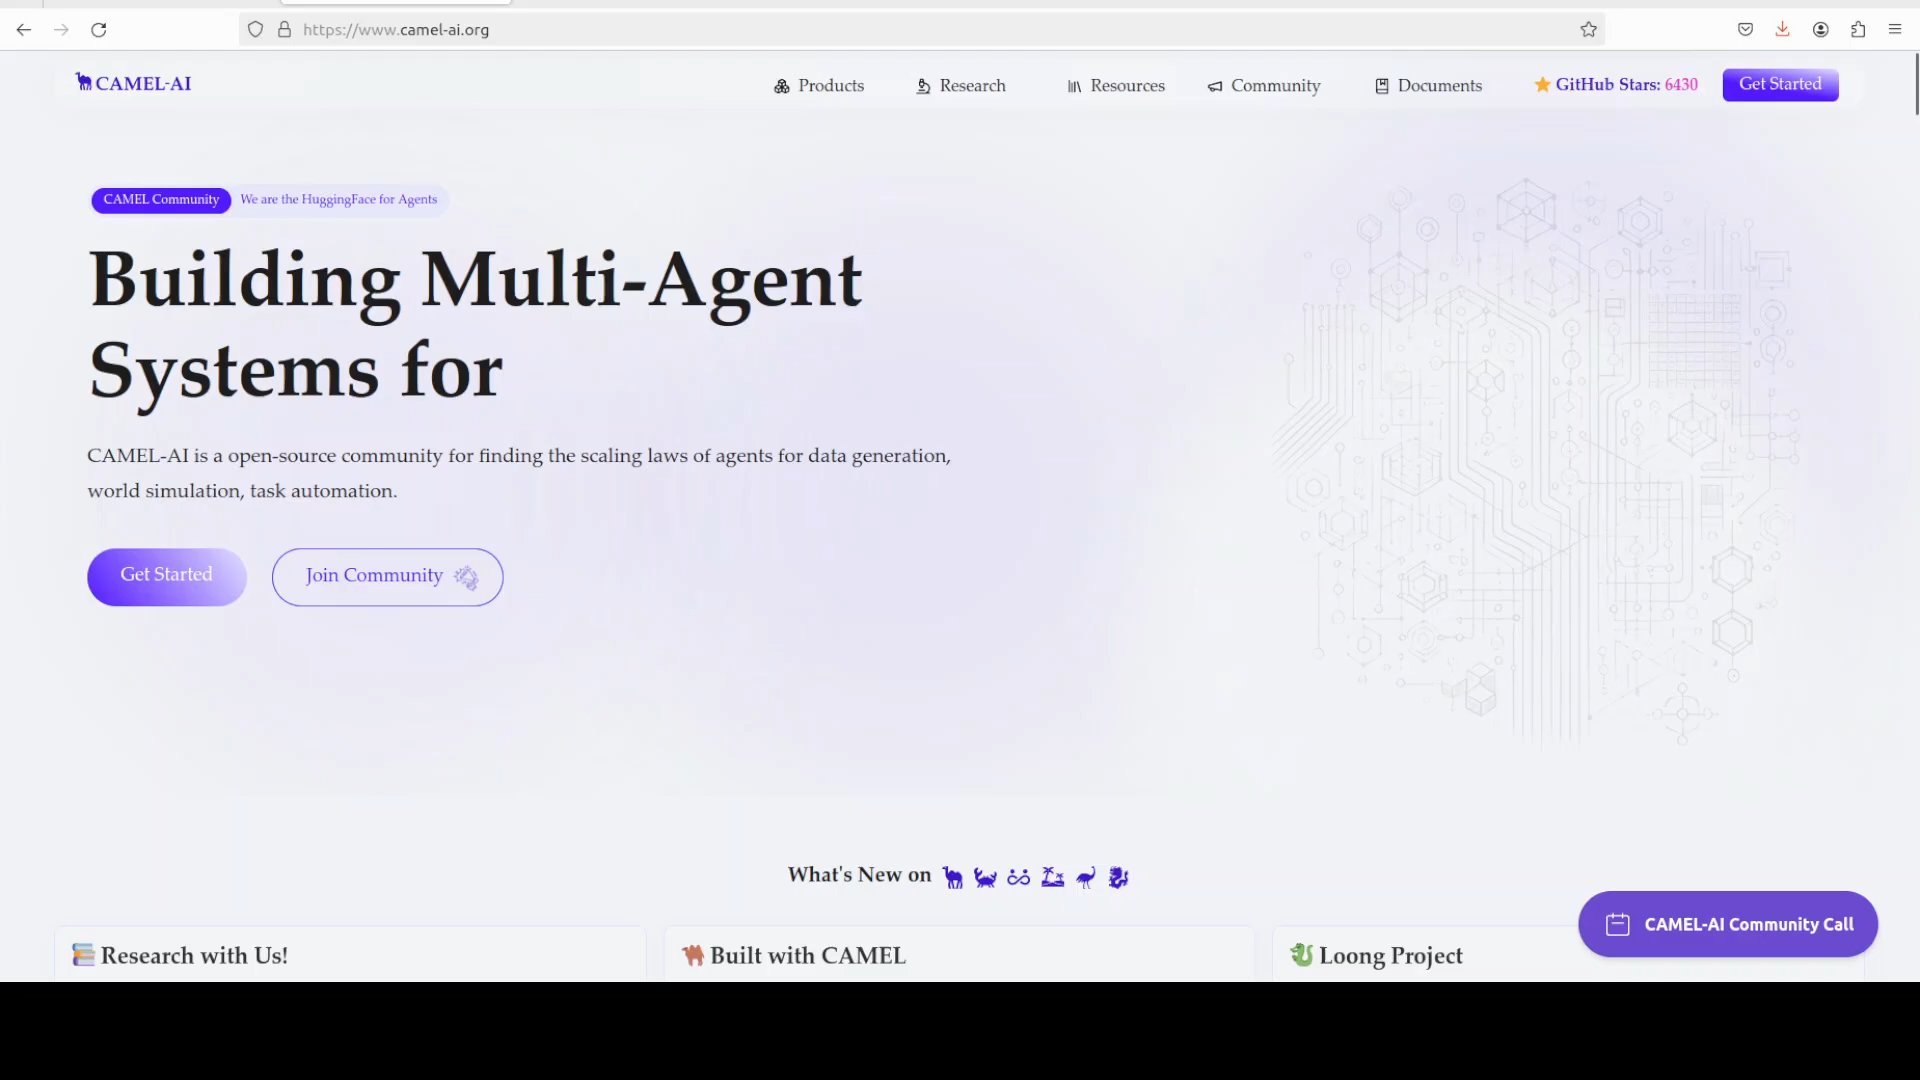 https://www.camel-ai.org
CAMEL-AI
Products
Research
Resources
Community
Documents
GitHub Stars: 6430
Get Started
CAMEL Community
We are the HuggingFace for Agents
Building Multi-Agent
Systems for
CAMEL-AI is a open-source community for finding the scaling laws of agents for data generation,
world simulation, task automation.
Get Started
Join Community
What's New on
Research with Us!
Built with CAMEL
Loong Project
CAMEL-AI Community Call